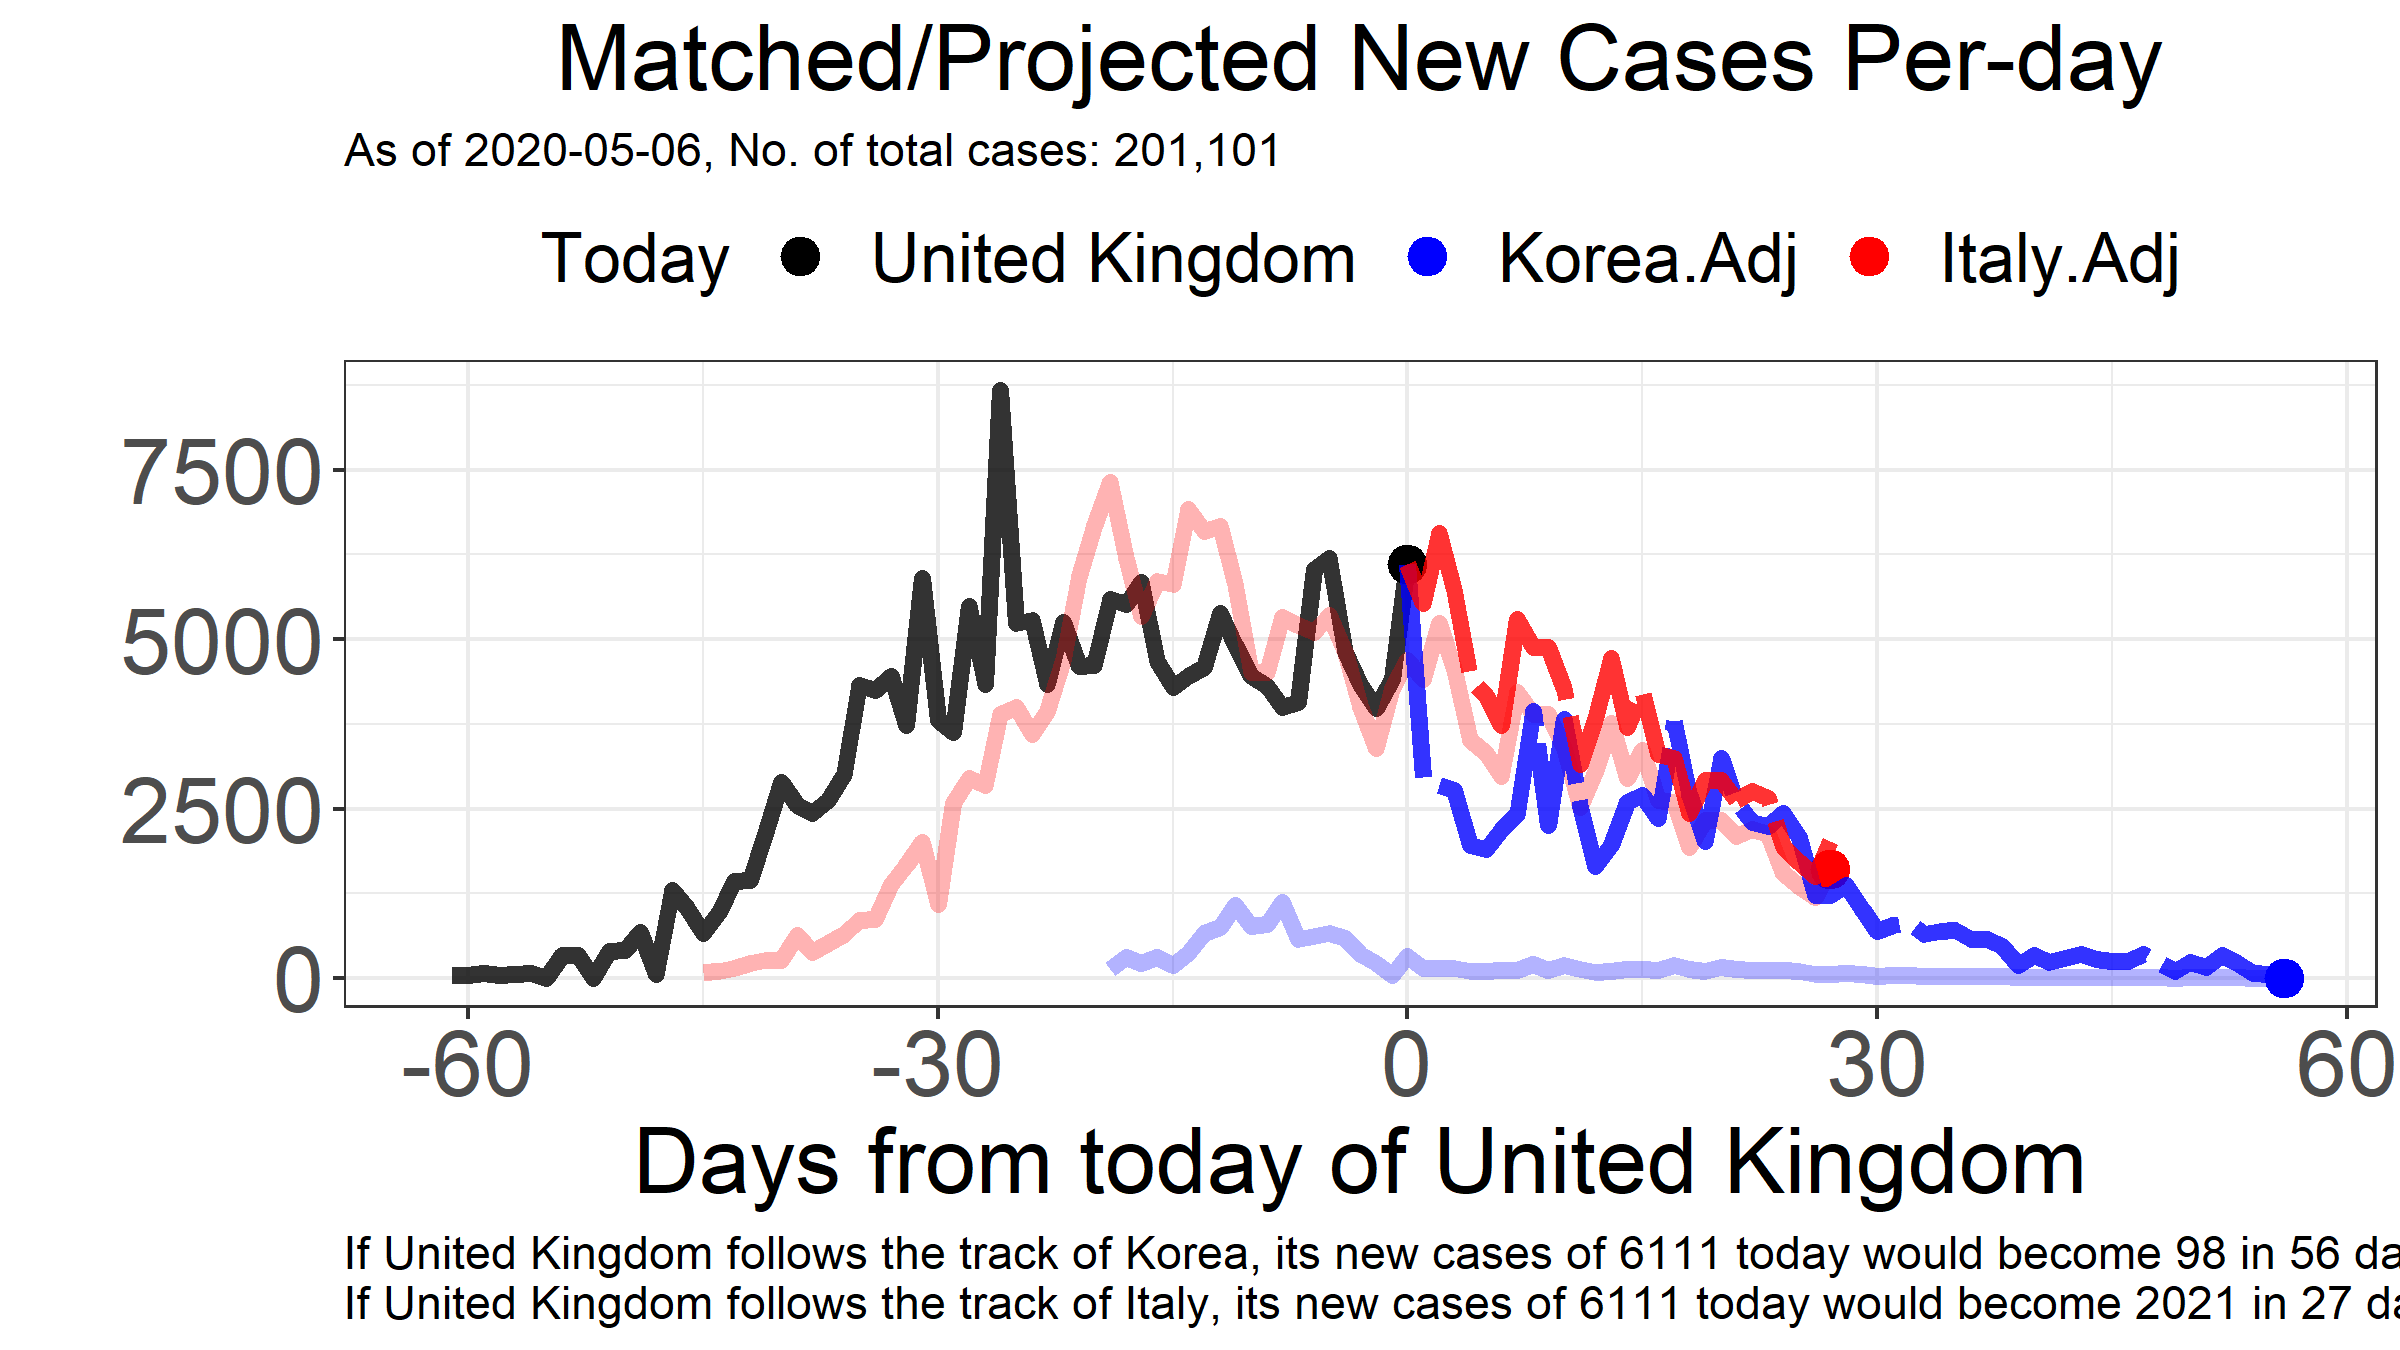 Matched/Projected New Cases Per-day
As of 2020-05-06, No. of total cases: 201,101
Today United Kingdom Korea.Adj Italy.Adj
7500
5000
2500
0
-60 -30 0 30 60
Days from today of United Kingdom
If United Kingdom follows the track of Korea, its new cases of 6111 today would become 98 in 56 da
If United Kingdom follows the track of Italy, its new cases of 6111 today would become 2021 in 27 da